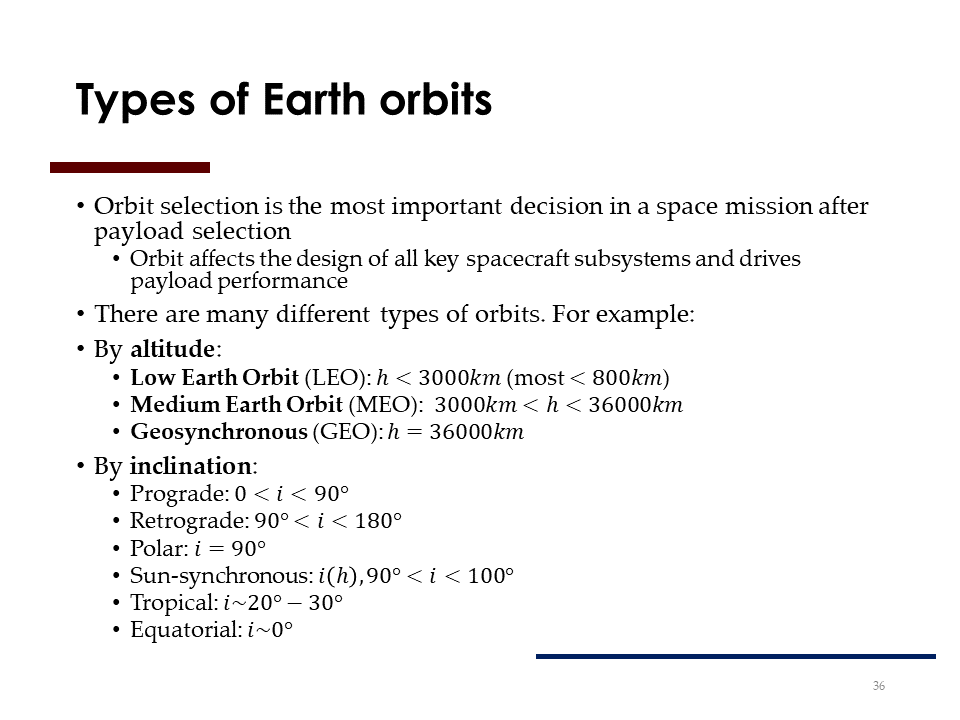 Types of Earth orbits
• Orbit selection is the most important decision in a space mission after
payload selection
• Orbit affects the design of all key spacecraft subsystems and drives
payload performance
• There are many different types of orbits. For example:
• By altitude:
• Low Earth Orbit (LEO): ℎ < 3000𝑘𝑚 (most < 800𝑘𝑚)
• Medium Earth Orbit (MEO): 3000𝑘𝑚 < ℎ < 36000𝑘𝑚
• Geosynchronous (GEO): ℎ = 36000𝑘𝑚
• By inclination:
• Prograde: 0 < 𝑖 < 90°
• Retrograde: 90° < 𝑖 < 180°
• Polar: 𝑖 = 90°
• Sun-synchronous: 𝑖(ℎ), 90° < 𝑖 < 100°
• Tropical: 𝑖~20° − 30°
• Equatorial: 𝑖~0°
36